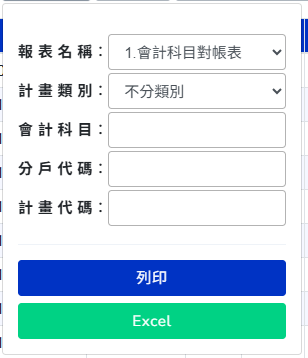 報表名稱：1.會計科目對帳表
計畫類別：不分類別
會計科目：
分戶代碼：
計畫代碼：
列印
Excel